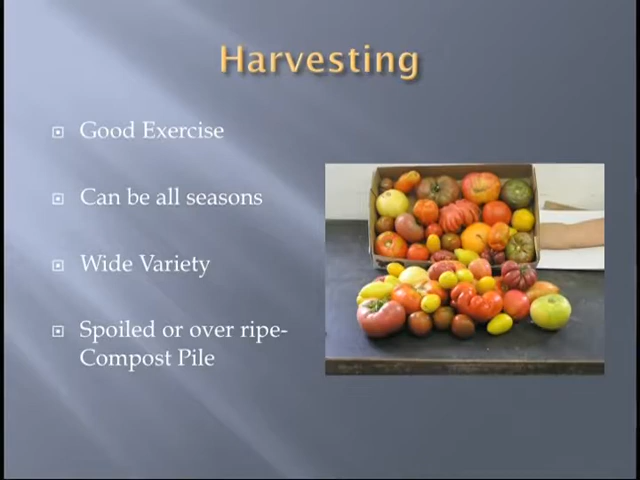 Harvesting
Good Exercise
Can be all seasons
Wide Variety
Spoiled or over ripe-
Compost Pile